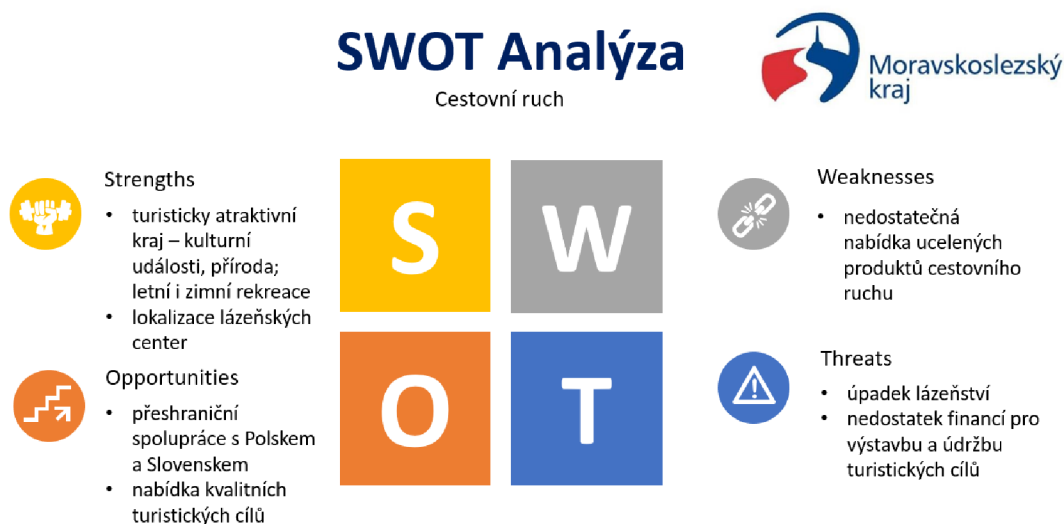 SWOT Analýza
Cestovní ruch
Moravskoslezský
kraj
Strengths
• turisticky atraktivní
kraj – kulturní
události, příroda;
letní i zimní rekreace
• lokalizace lázeňských
center
S
W
Weaknesses
• nedostatečná
nabídka ucelených
produktů cestovního
ruchu
Opportunities
• přeshraniční
spolupráce s Polskem
a Slovenskem
• nabídka kvalitních
turistických cílů
O
T
Threats
• úpadek lázeňství
• nedostatek financí pro
výstavbu a údržbu
turistických cílů